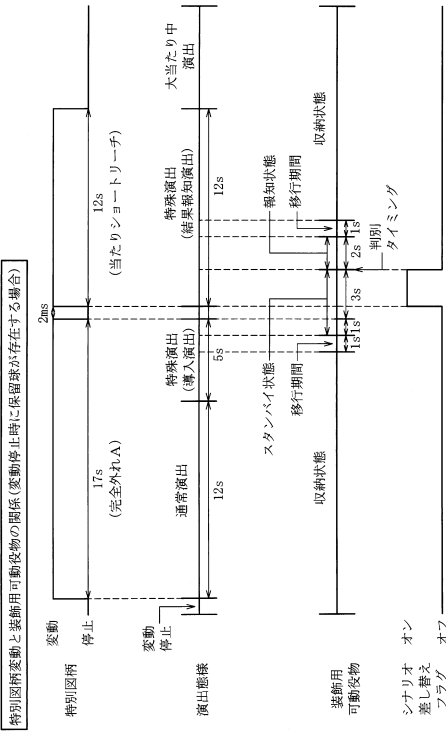 特別図柄変動と装飾用可動役物の関係(変動停止時に保留球が存在する場合)
特別図柄
変動
停止
2ms
17s
(完全外れA)
12s
(当たりショートリーチ)
演出態様
変動
停止
通常演出
12s
特殊演出
(導入演出)
5s
特殊演出
(結果報知演出)
12s
大当たり中
演出
装飾用
可動役物
収納状態
移行期間
スタンバイ状態
報知状態
移行期間
収納状態
1s
1s
3s
2s
1s
判別
タイミング
シナリオ
差し替え
フラグ
オン
オフ